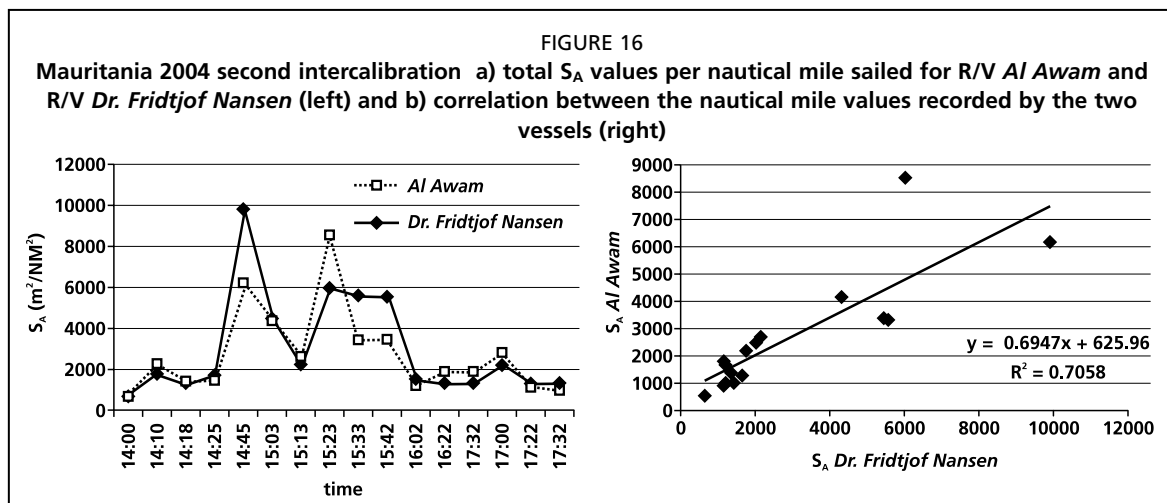 FIGURE 16
Mauritania 2004 second intercalibration a) total S_A values per nautical mile sailed for R/V Al Awam and
R/V Dr. Fridtjof Nansen (left) and b) correlation between the nautical mile values recorded by the two
vessels (right)
12000
10000
8000
6000
4000
2000
0
S_A (m²/NM²)
Al Awam
Dr. Fridtjof Nansen
14:00
14:10
14:18
14:25
14:45
15:03
15:13
15:23
15:33
15:42
16:02
16:22
17:32
17:00
17:22
17:32
time
9000
8000
7000
6000
5000
4000
3000
2000
1000
0
S_A Al Awam
y = 0.6947x + 625.96
R² = 0.7058
0 2000 4000 6000 8000 10000 12000
S_A Dr. Fridtjof Nansen